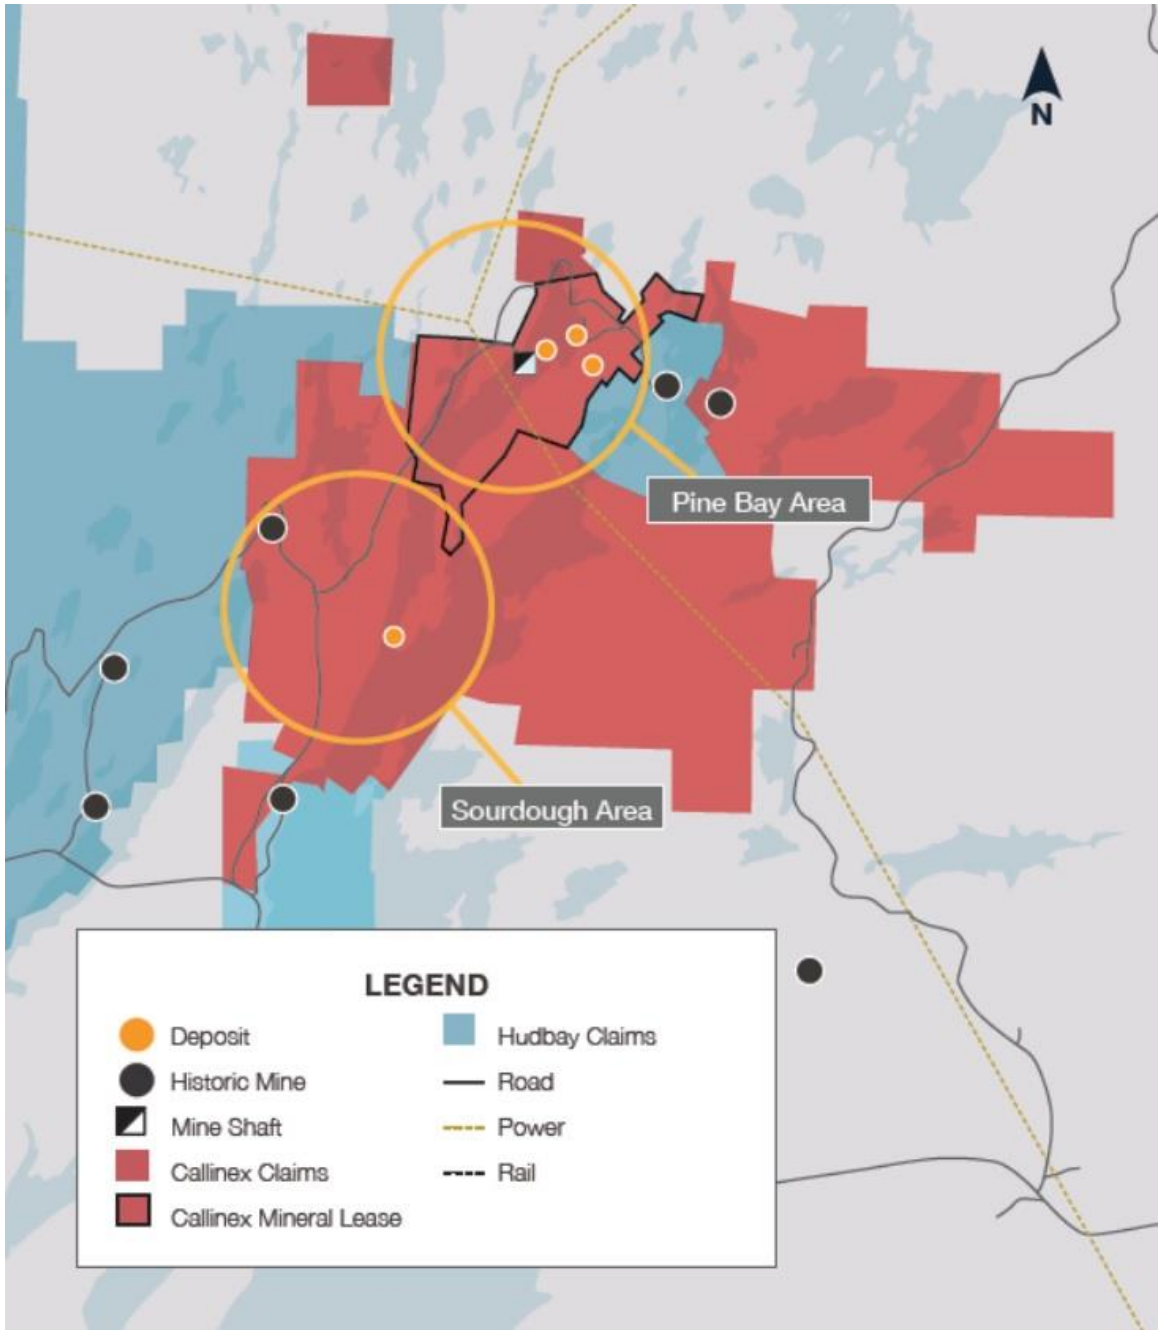 N
Pine Bay Area
Sourdough Area
LEGEND
Deposit
Historic Mine
Mine Shaft
Callinex Claims
Callinex Mineral Lease
Hudbay Claims
Road
Power
Rail